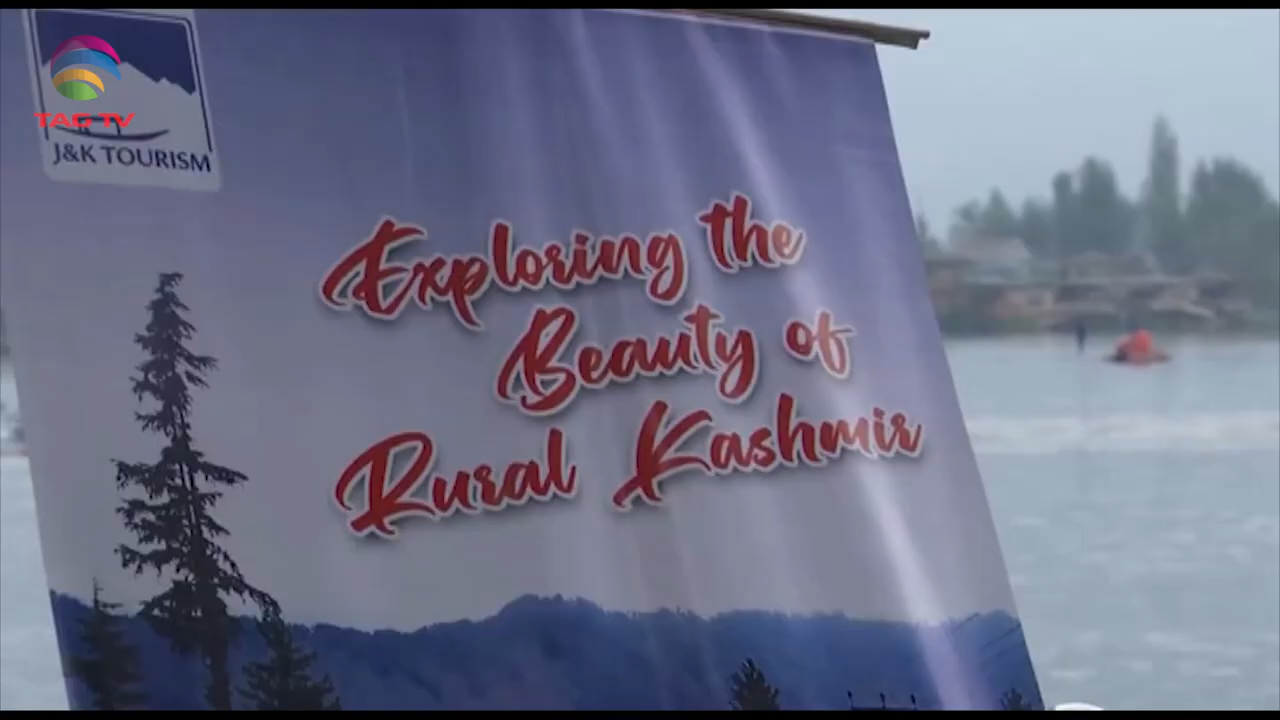 TAG TV
J&K TOURISM
Exploring the
Beauty of
Rural Kashmir